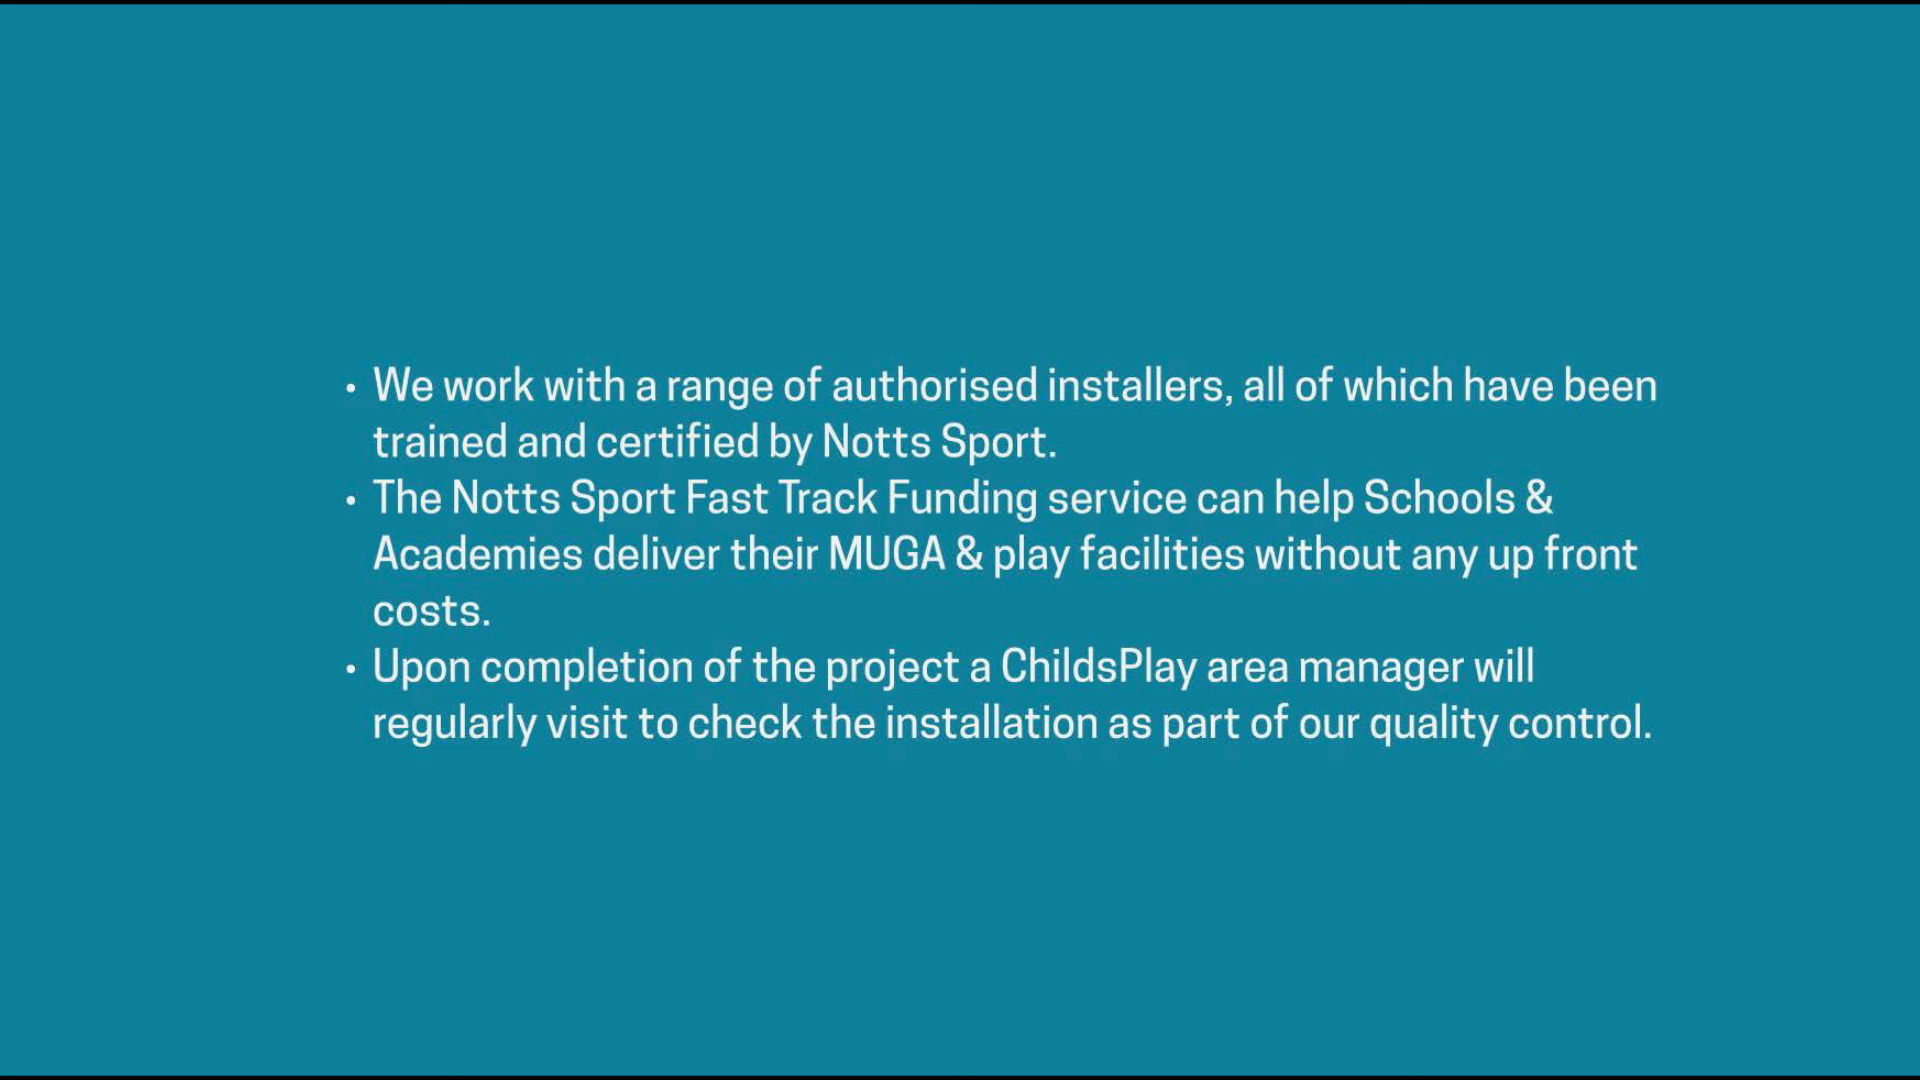 • We work with a range of authorised installers, all of which have been
trained and certified by Notts Sport.
• The Notts Sport Fast Track Funding service can help Schools &
Academies deliver their MUGA & play facilities without any up front
costs.
• Upon completion of the project a ChildsPlay area manager will
regularly visit to check the installation as part of our quality control.